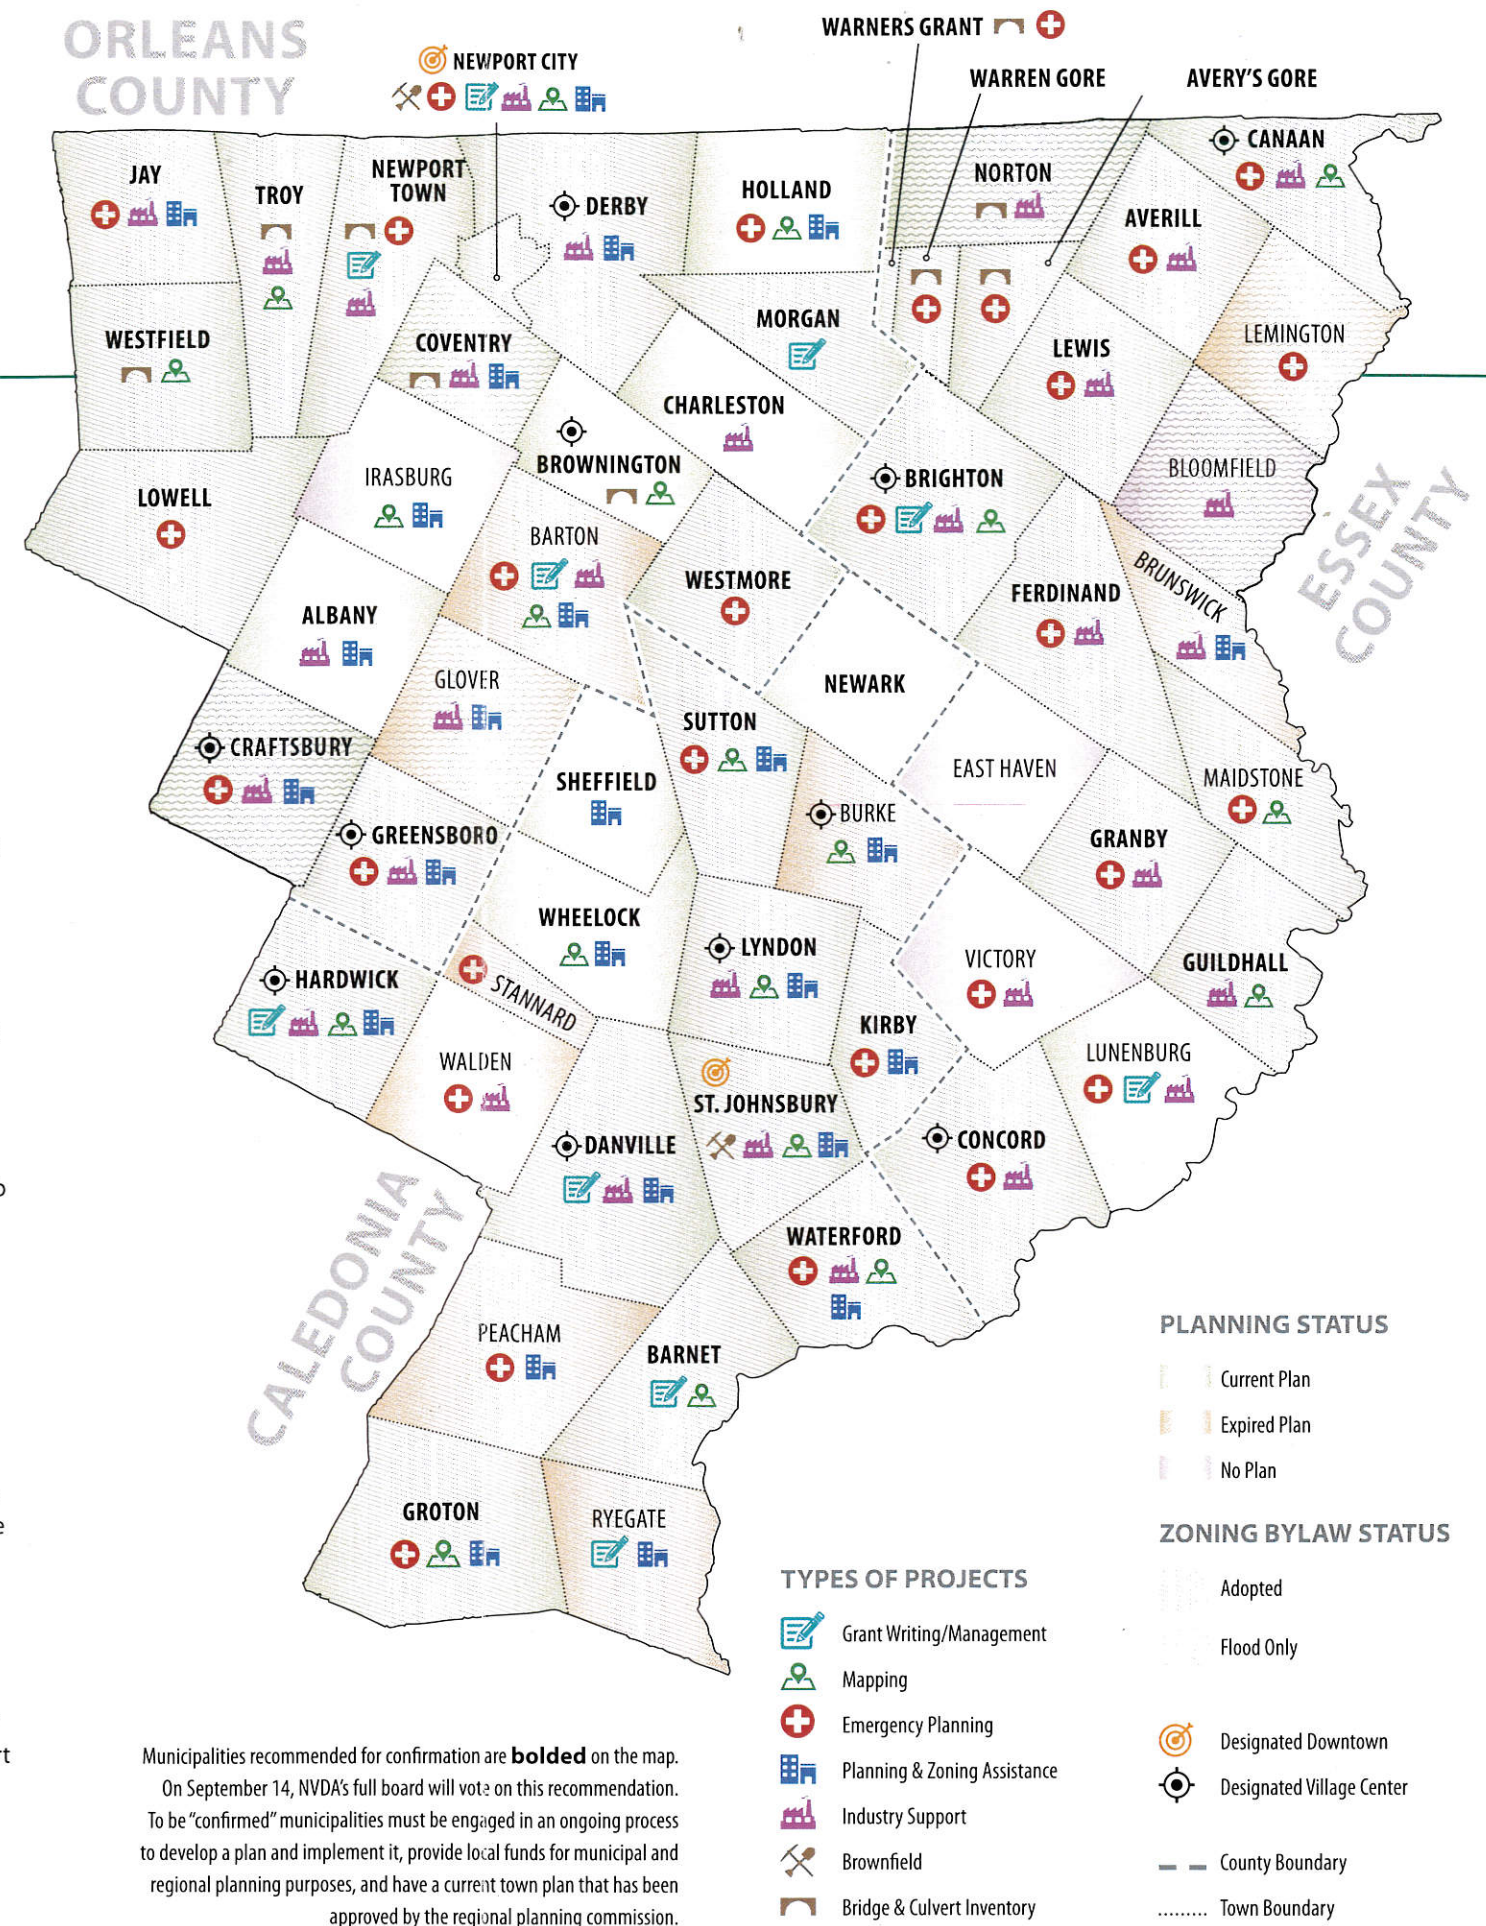 ORLEANS
COUNTY
WARNERS GRANT
NEWPORT CITY
WARREN GORE
AVERY'S GORE
CANAAN
JAY
TROY
NEWPORT
TOWN
DERBY
HOLLAND
NORTON
AVERILL
WESTFIELD
COVENTRY
MORGAN
LEWIS
LEMINGTON
CHARLESTON
LOWELL
IRASBURG
BROWNINGTON
BRIGHTON
BLOOMFIELD
ESSEX
COUNTY
BARTON
WESTMORE
FERDINAND
BRUNSWICK
ALBANY
GLOVER
NEWARK
SUTTON
CRAFTSBURY
SHEFFIELD
EAST HAVEN
MAIDSTONE
GREENSBORO
BURKE
GRANBY
WHEELOCK
LYNDON
VICTORY
GUILDHALL
HARDWICK
STANNARD
KIRBY
WALDEN
LUNENBURG
ST. JOHNSBURY
DANVILLE
CONCORD
CALEDONIA
COUNTY
WATERFORD
PEACHAM
BARNET
GROTON
RYEGATE
PLANNING STATUS
Current Plan
Expired Plan
No Plan
ZONING BYLAW STATUS
Adopted
Flood Only
Designated Downtown
Designated Village Center
County Boundary
Town Boundary
TYPES OF PROJECTS
Grant Writing/Management
Mapping
Emergency Planning
Planning & Zoning Assistance
Industry Support
Brownfield
Bridge & Culvert Inventory
Municipalities recommended for confirmation are bolded on the map.
On September 14, NVDA's full board will vote on this recommendation.
To be "confirmed" municipalities must be engaged in an ongoing process
to develop a plan and implement it, provide local funds for municipal and
regional planning purposes, and have a current town plan that has been
approved by the regional planning commission.